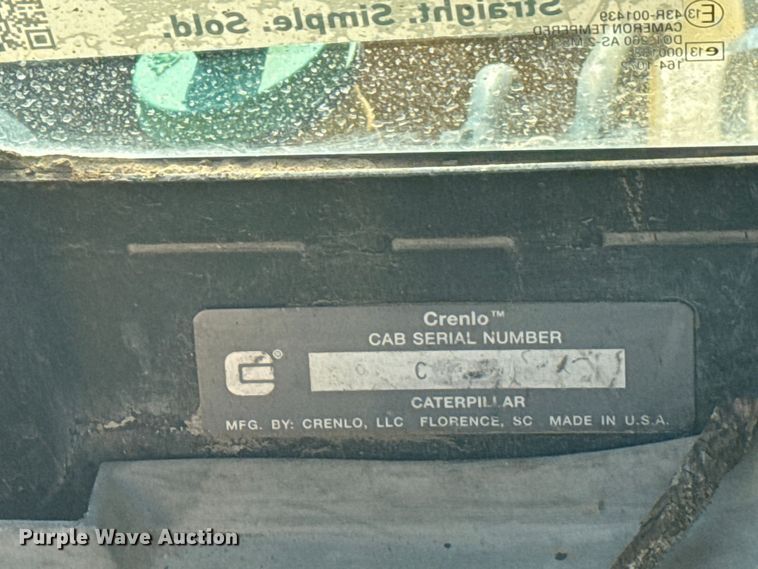 Straight. Simple. Sold.
43R-001439
CAMERON TEMPERED
Crenlo™
CAB SERIAL NUMBER
C
CATERPILLAR
MFG. BY: CRENLO, LLC FLORENCE, SC MADE IN U.S.A.
Purple Wave Auction